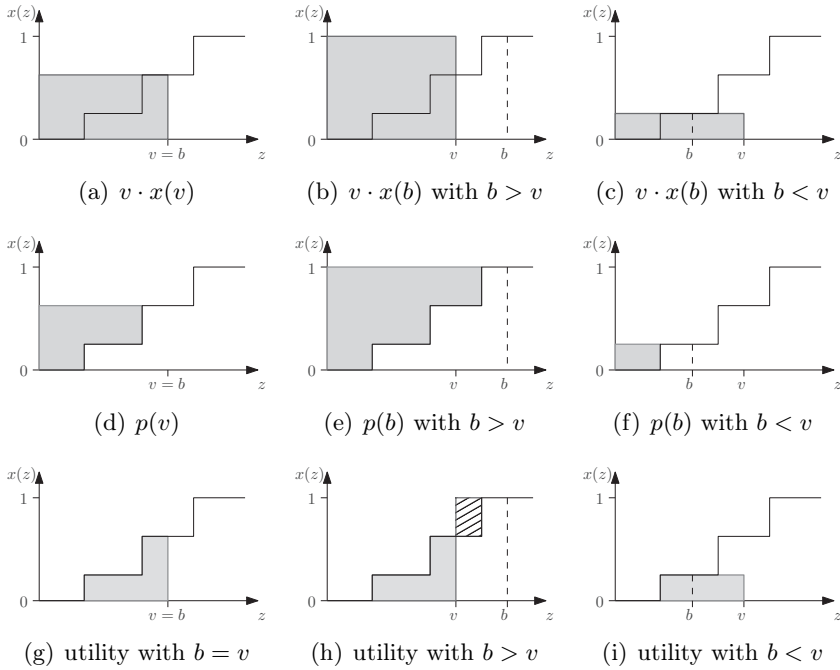 x(z) x(z) x(z)
1 1 1
0 0 0
v = b z v b z b v z
(a) v · x(v) (b) v · x(b) with b > v (c) v · x(b) with b < v
x(z) x(z) x(z)
1 1 1
0 0 0
v = b z v b z b v z
(d) p(v) (e) p(b) with b > v (f) p(b) with b < v
x(z) x(z) x(z)
1 1 1
0 0 0
v = b z v b z b v z
(g) utility with b = v (h) utility with b > v (i) utility with b < v